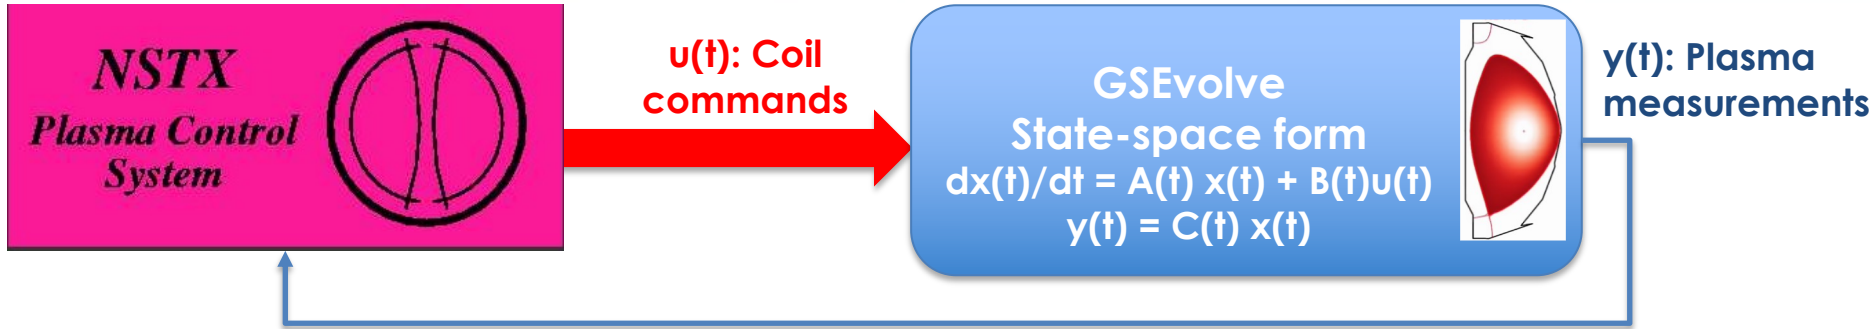 NSTX
Plasma Control
System
u(t): Coil
commands
GSEvolve
State-space form
dx(t)/dt = A(t) x(t) + B(t)u(t)
y(t) = C(t) x(t)
y(t): Plasma
measurements